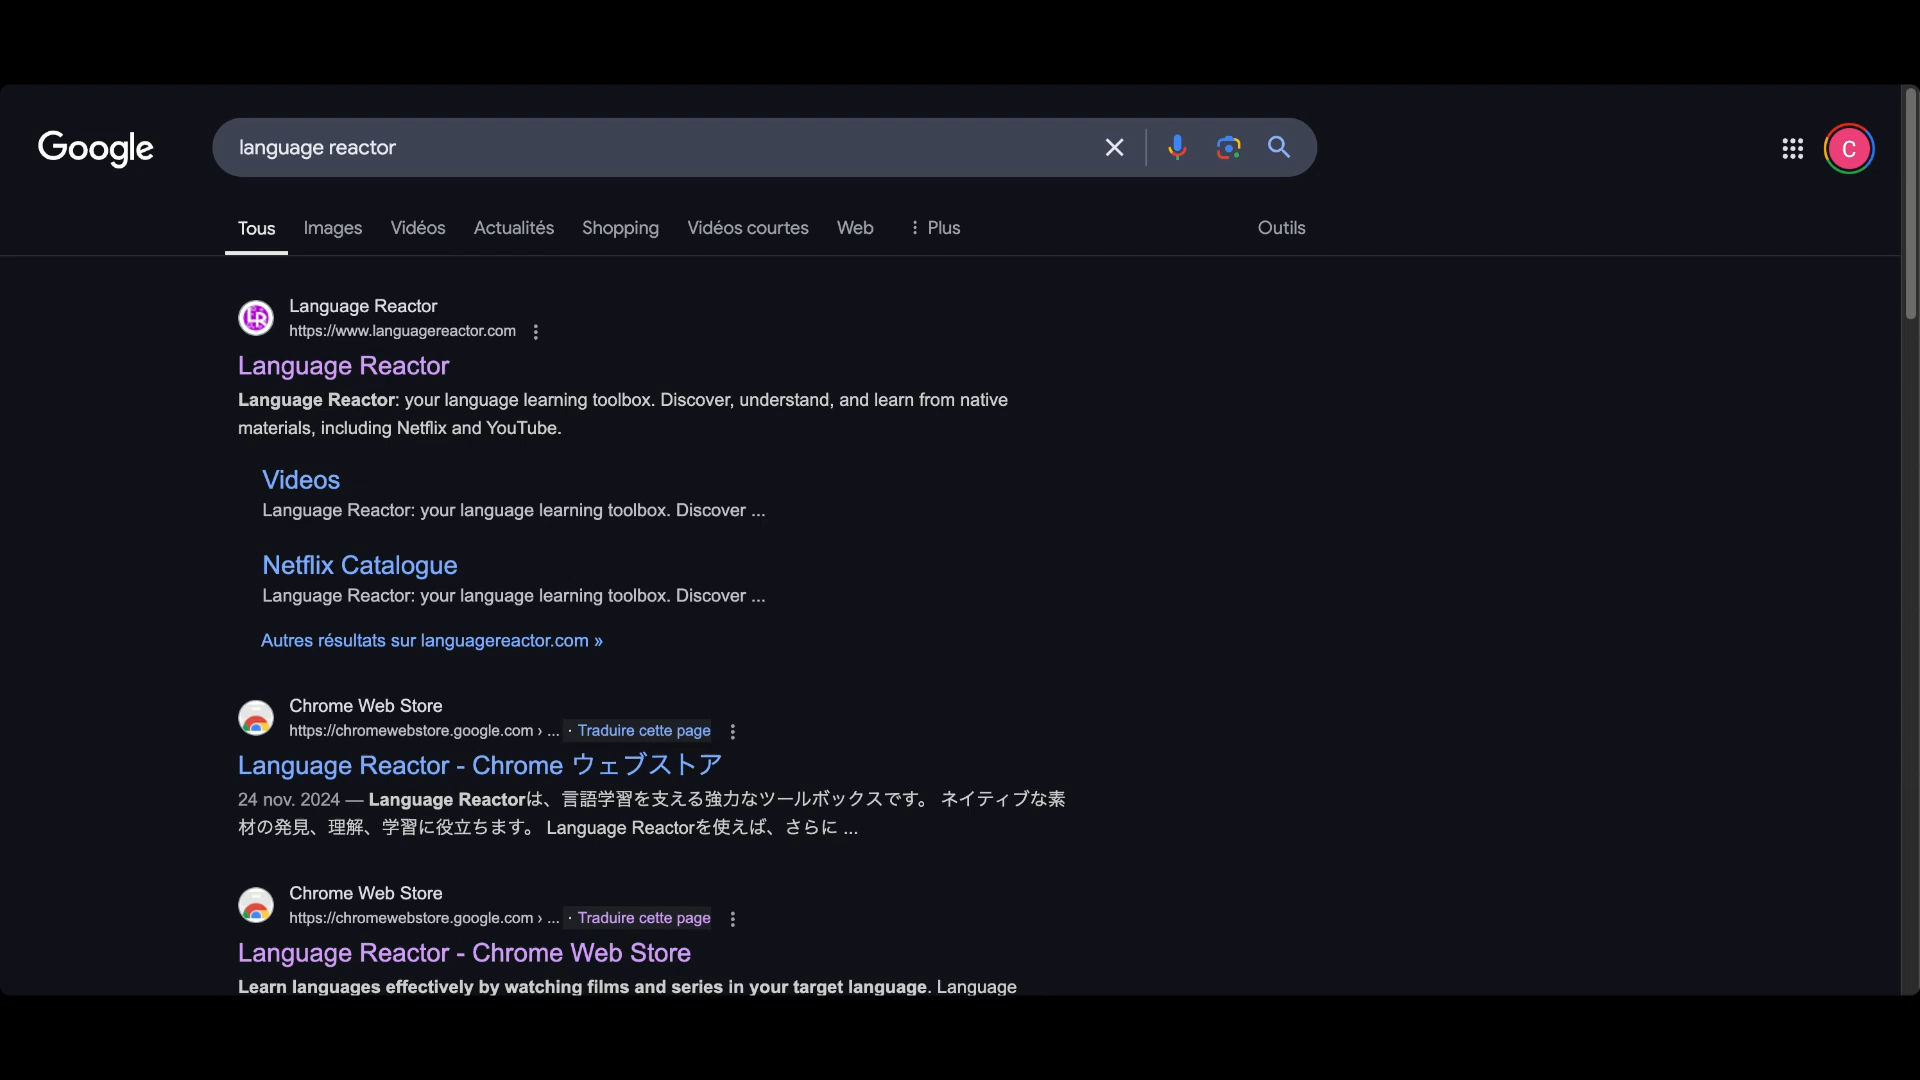 Google
language reactor
Tous Images Vidéos Actualités Shopping Vidéos courtes Web Plus Outils
C
LR
Language Reactor
https://www.languagereactor.com
Language Reactor
Language Reactor: your language learning toolbox. Discover, understand, and learn from native
materials, including Netflix and YouTube.
Videos
Language Reactor: your language learning toolbox. Discover ...
Netflix Catalogue
Language Reactor: your language learning toolbox. Discover ...
Autres résultats sur languagereactor.com »
Chrome Web Store
https://chromewebstore.google.com › ... · Traduire cette page
Language Reactor - Chrome ウェブストア
24 nov. 2024 — Language Reactorは、言語学習を支える強力なツールボックスです。 ネイティブな素
材の発見、理解、学習に役立ちます。 Language Reactorを使えば、さらに ...
Chrome Web Store
https://chromewebstore.google.com › ... · Traduire cette page
Language Reactor - Chrome Web Store
Learn languages effectively by watching films and series in your target language. Language